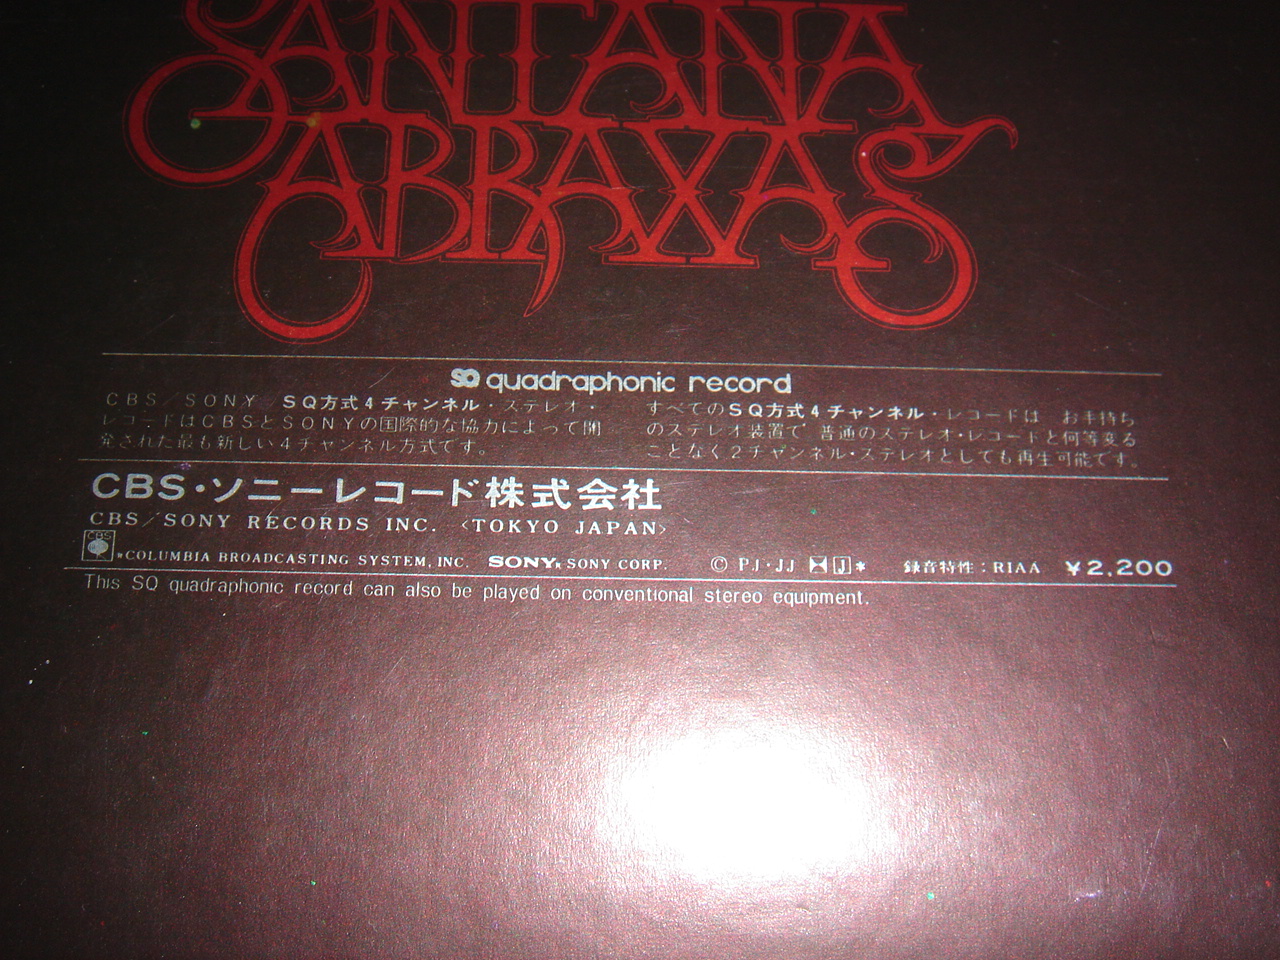 SANTANA
ABRAXAS
SQ quadraphonic record
CBS/SONY SQ方式4チャンネル・ステレオ・
レコードはCBSとSONYの国際的な協力によって開
発された最も新しい4チャンネル方式です。
すべてのSQ方式4チャンネル・レコードは お手持ち
のステレオ装置で 普通のステレオ・レコードと何等変る
ことなく2チャンネル・ステレオとしても再生可能です。
CBS・ソニーレコード株式会社
CBS/SONY RECORDS INC. <TOKYO JAPAN>
CBS *COLUMBIA BROADCASTING SYSTEM, INC. SONY® SONY CORP. Ⓒ PJ・JJ J* 録音特性:RIAA ¥2,200
This SQ quadraphonic record can also be played on conventional stereo equipment.